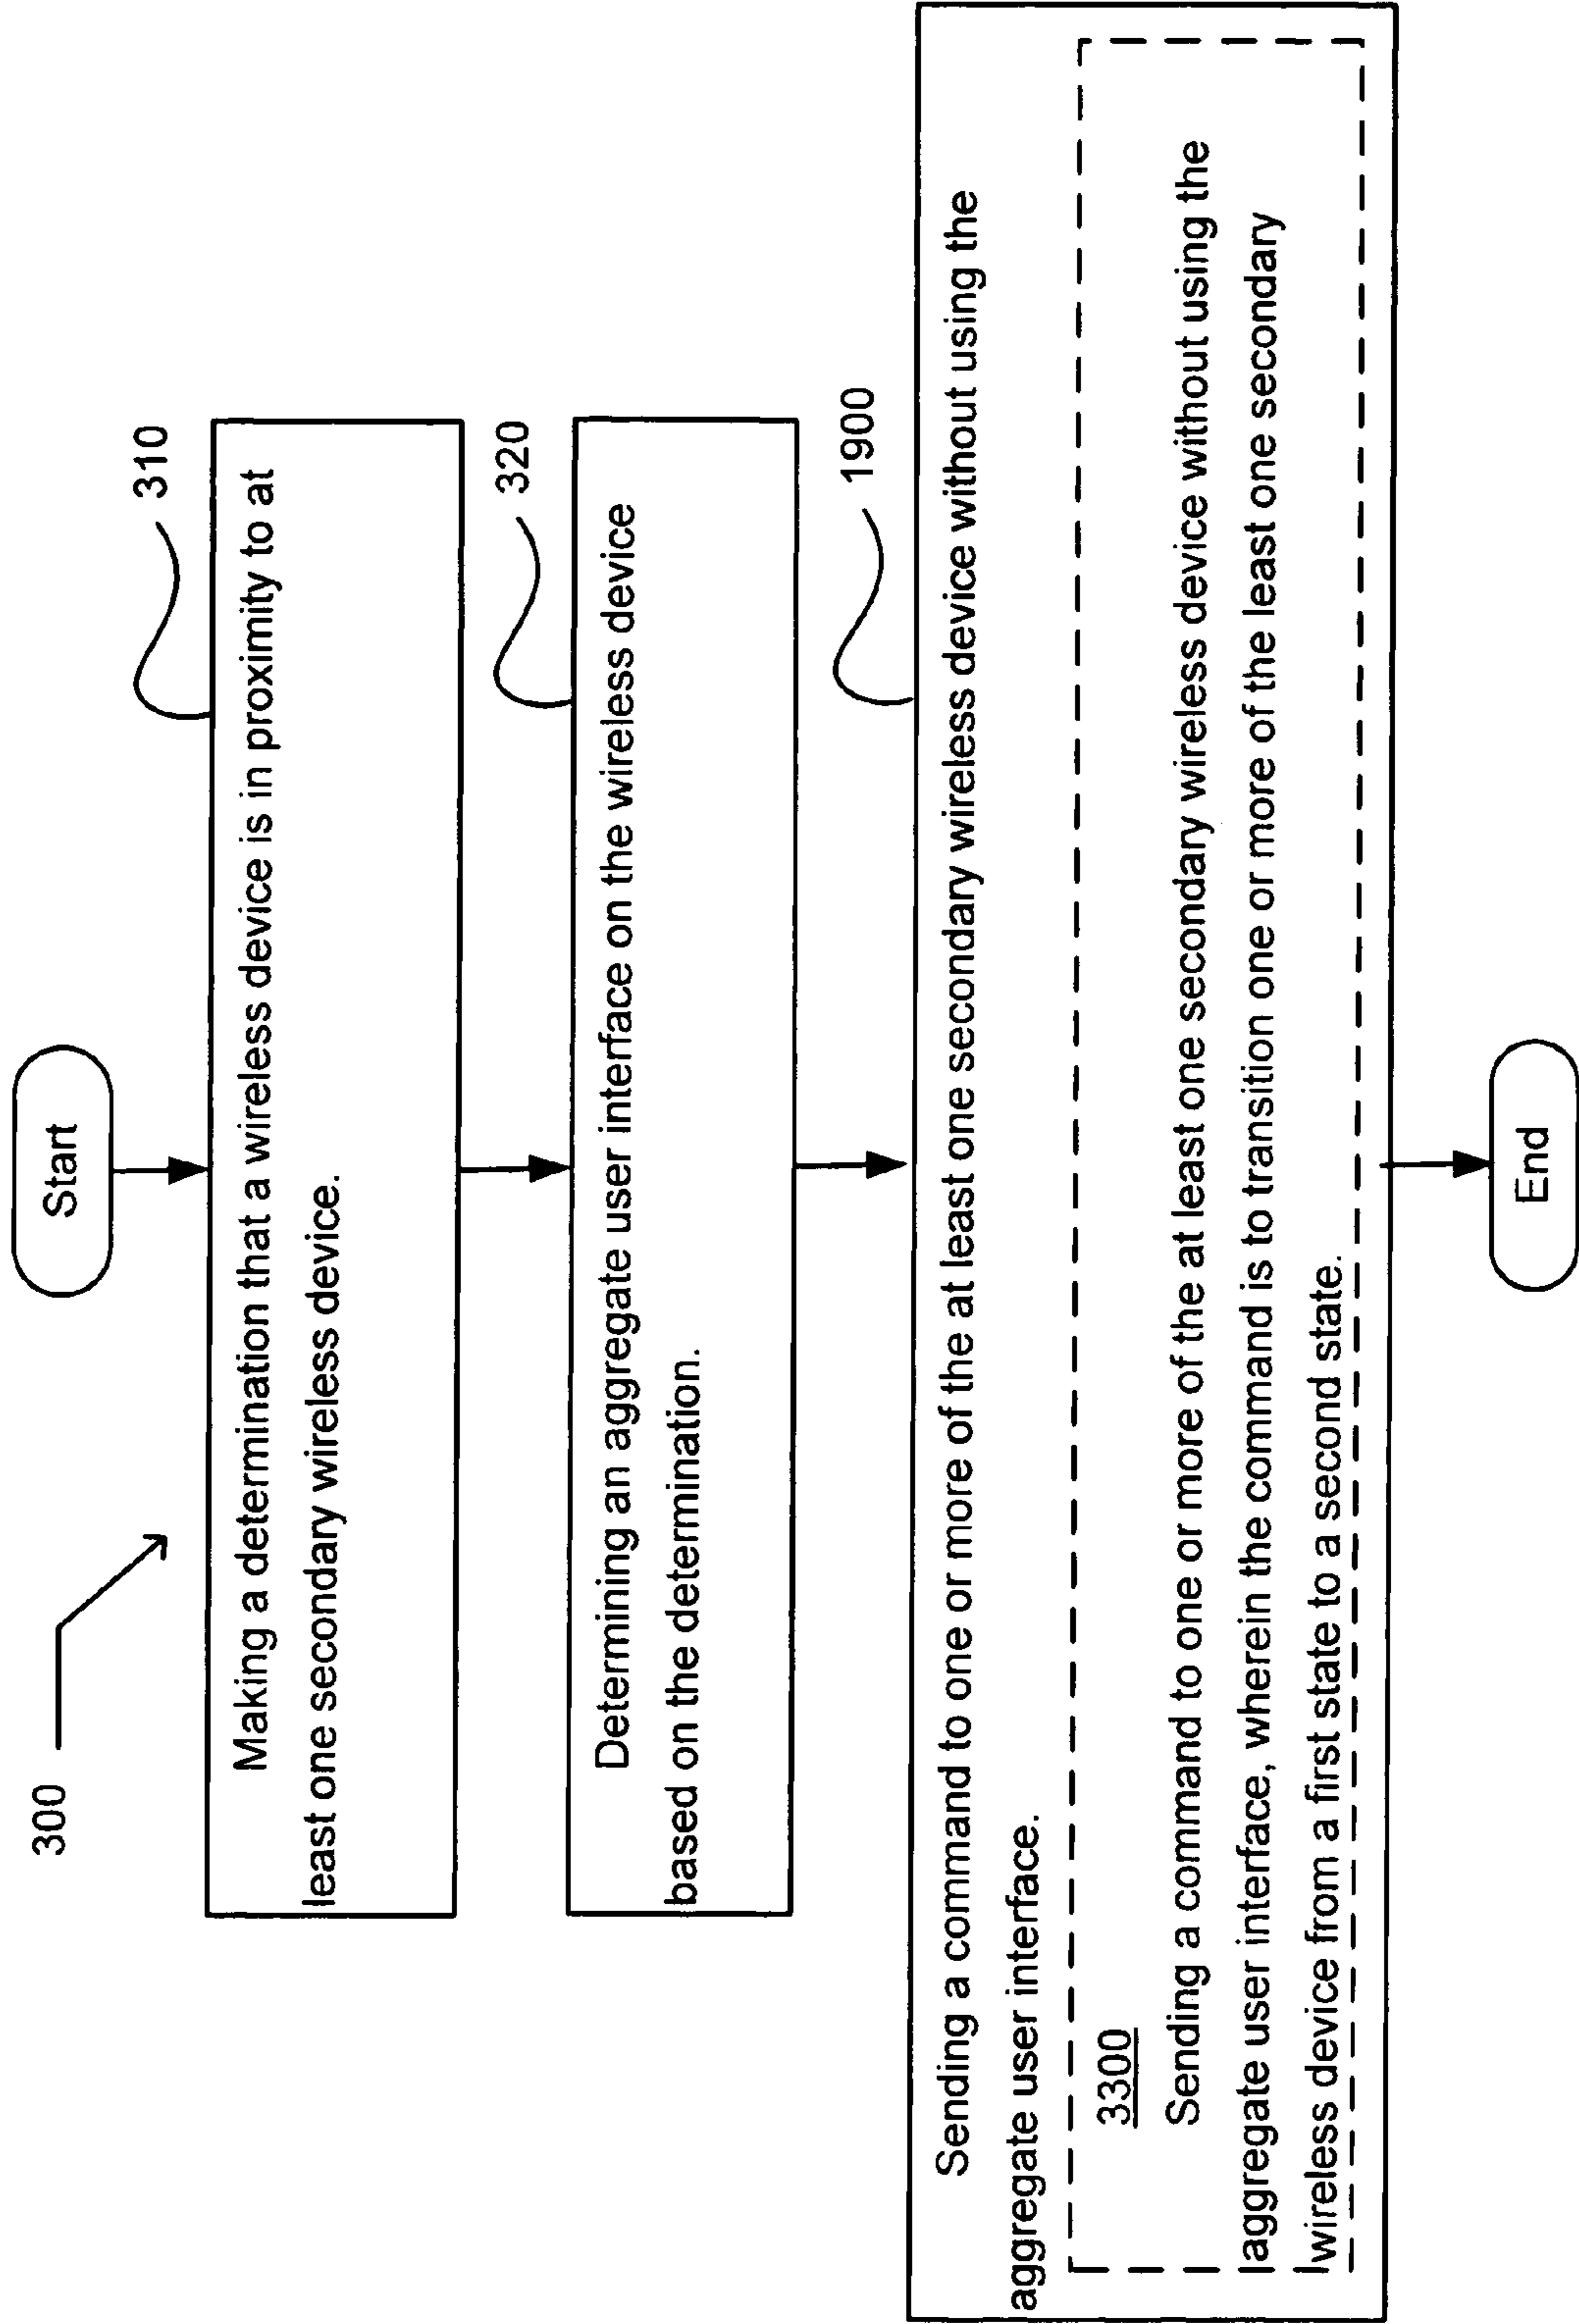 300
Start
310
Making a determination that a wireless device is in proximity to at
least one secondary wireless device.
320
Determining an aggregate user interface on the wireless device
based on the determination.
1900
Sending a command to one or more of the at least one secondary wireless device without using the
aggregate user interface.
3300
Sending a command to one or more of the at least one secondary wireless device without using the
aggregate user interface, wherein the command is to transition one or more of the least one secondary
wireless device from a first state to a second state.
End